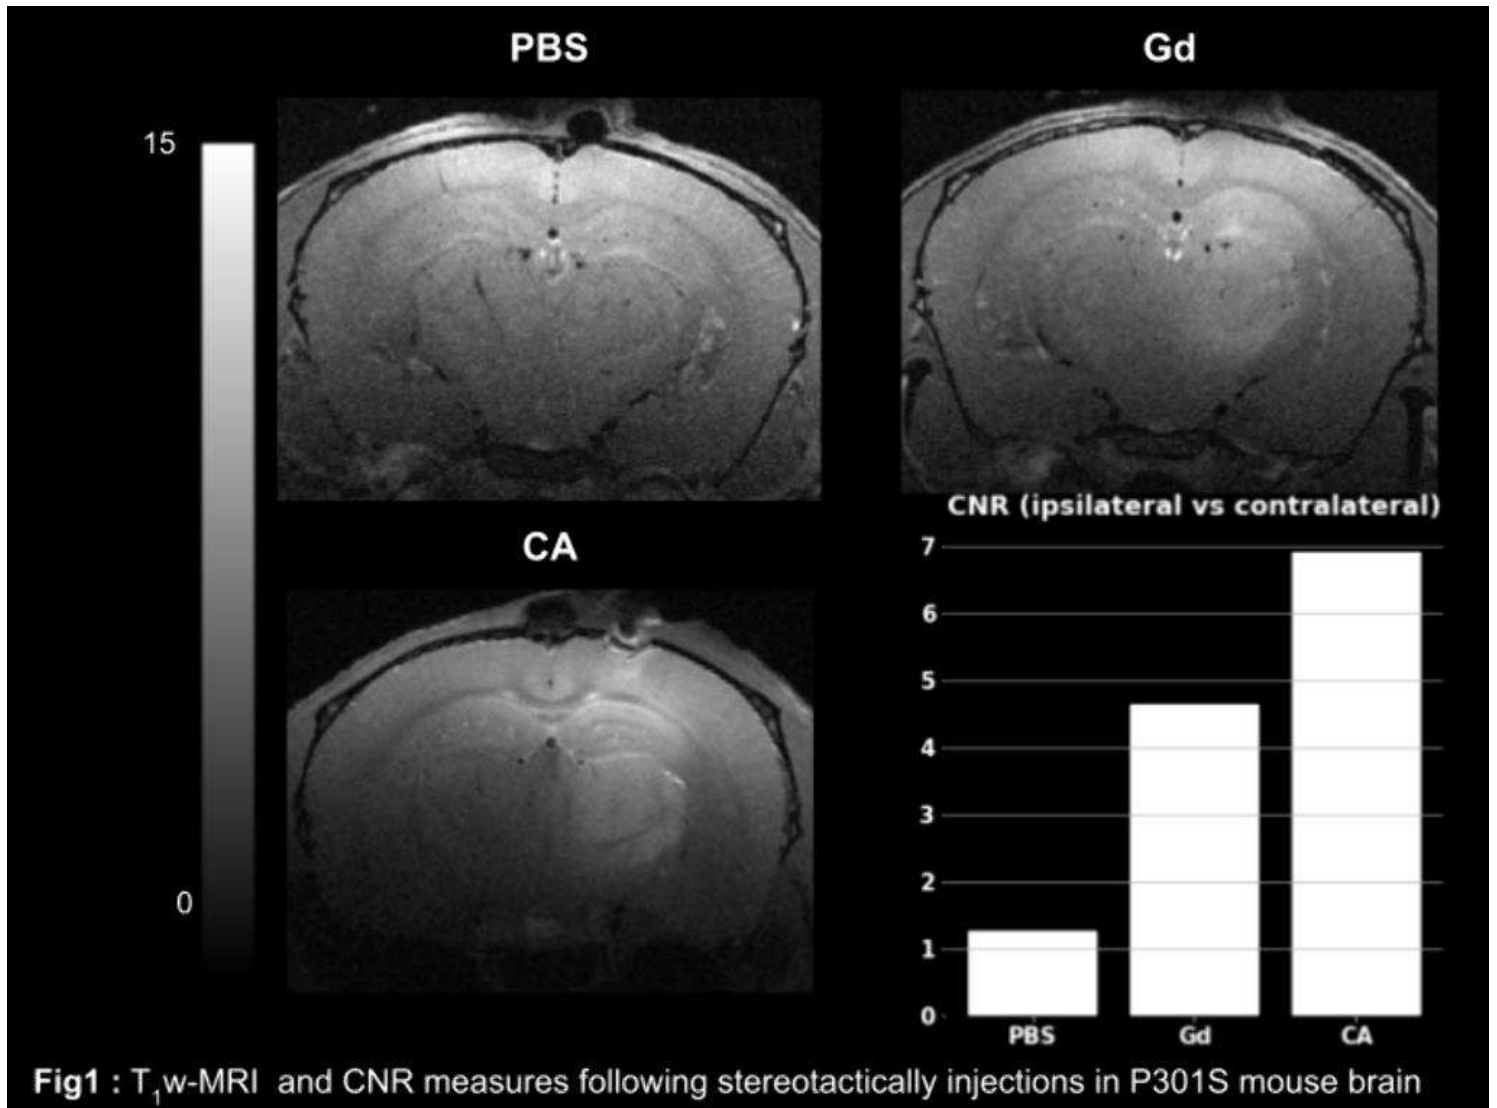 PBS
Gd
15
0
CA
CNR (ipsilateral vs contralateral)
7
6
5
4
3
2
1
0
PBS Gd CA
Fig1 : T₁w-MRI and CNR measures following stereotactically injections in P301S mouse brain